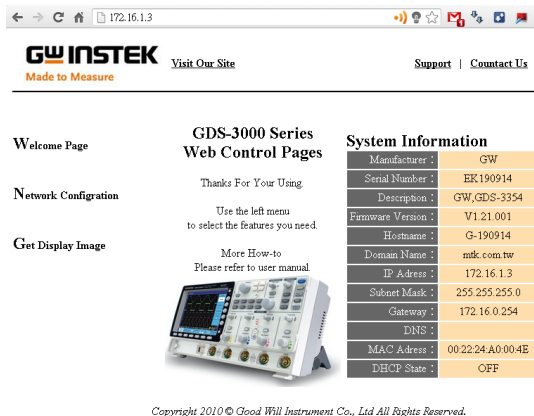 172.16.1.3
GW INSTEK
Made to Measure
Visit Our Site
Support | Countact Us
Welcome Page
Network Configration
Get Display Image
GDS-3000 Series
Web Control Pages
Thanks For Your Using.
Use the left menu
to select the features you need.
More How-to
Please refer to user manual.
System Information
Manufacturer : GW
Serial Number : EK190914
Description : GW,GDS-3354
Firmware Version : V1.21.001
Hostname : G-190914
Domain Name : mtk.com.tw
IP Adress : 172.16.1.3
Subnet Mask : 255.255.255.0
Gateway : 172.16.0.254
DNS :
MAC Adress : 00:22:24:A0:00:4E
DHCP State : OFF
Copyright 2010 © Good Will Instrument Co., Ltd All Rights Reserved.